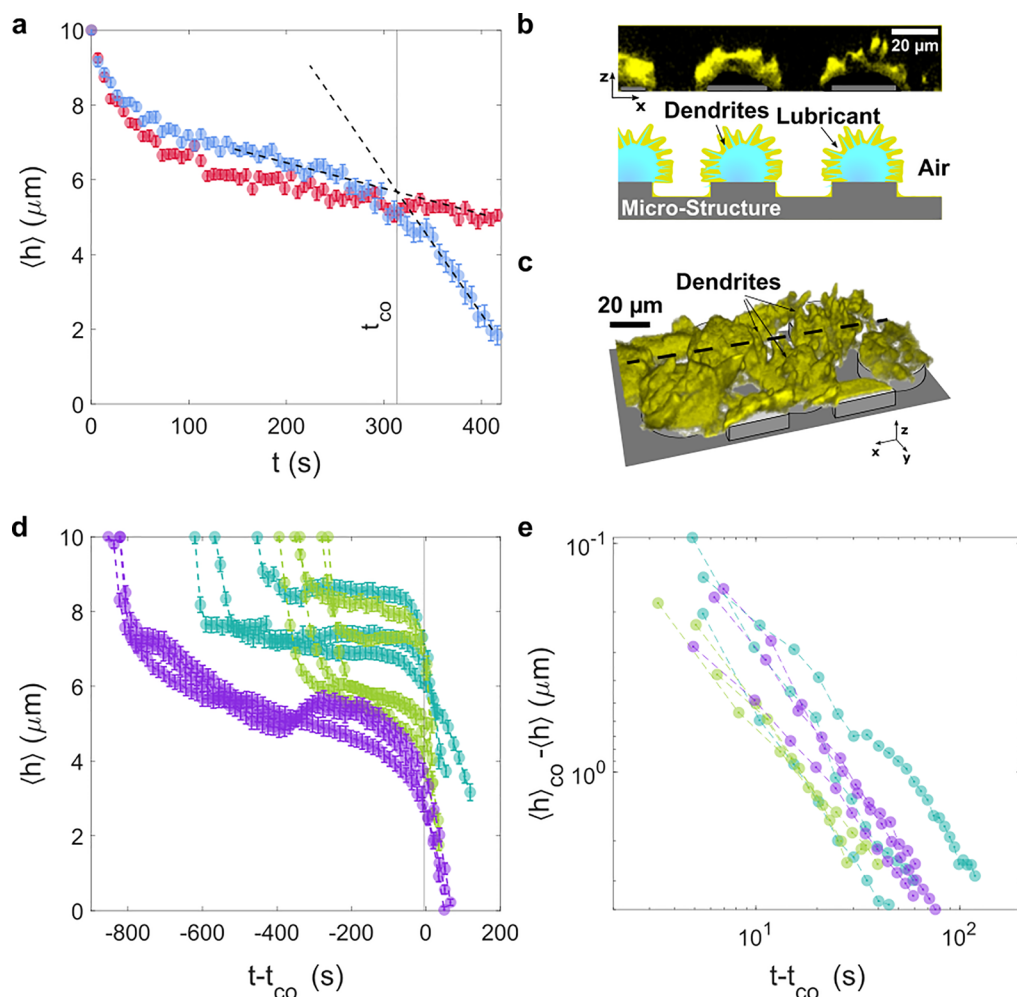 a
10
8
6
4
2
0
⟨h⟩ (μm)
t_co
0 100 200 300 400
t (s)
b
20 μm
z
x
Dendrites
Lubricant
Air
Micro-Structure
c
Dendrites
20 μm
z
x
y
d
10
8
6
4
2
0
⟨h⟩ (μm)
-800 -600 -400 -200 0 200
t-t_co (s)
e
10^-1
10^0
⟨h⟩_co-⟨h⟩ (μm)
10^1 10^2
t-t_co (s)